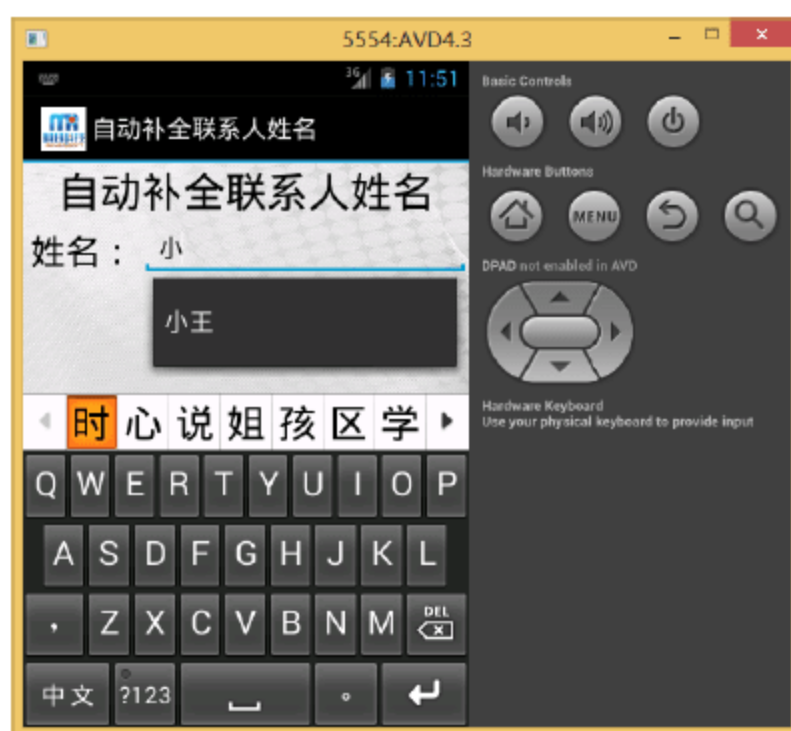 5554:AVD4.3
3G 11:51
自动补全联系人姓名
自动补全联系人姓名
姓名： 小
小王
时 心 说 姐 孩 区 学
Q W E R T Y U I O P
A S D F G H J K L
， Z X C V B N M DEL
中文 ?123 。
Basic Controls
Hardware Buttons
MENU
DPAD not enabled in AVD
Hardware Keyboard
Use your physical keyboard to provide input